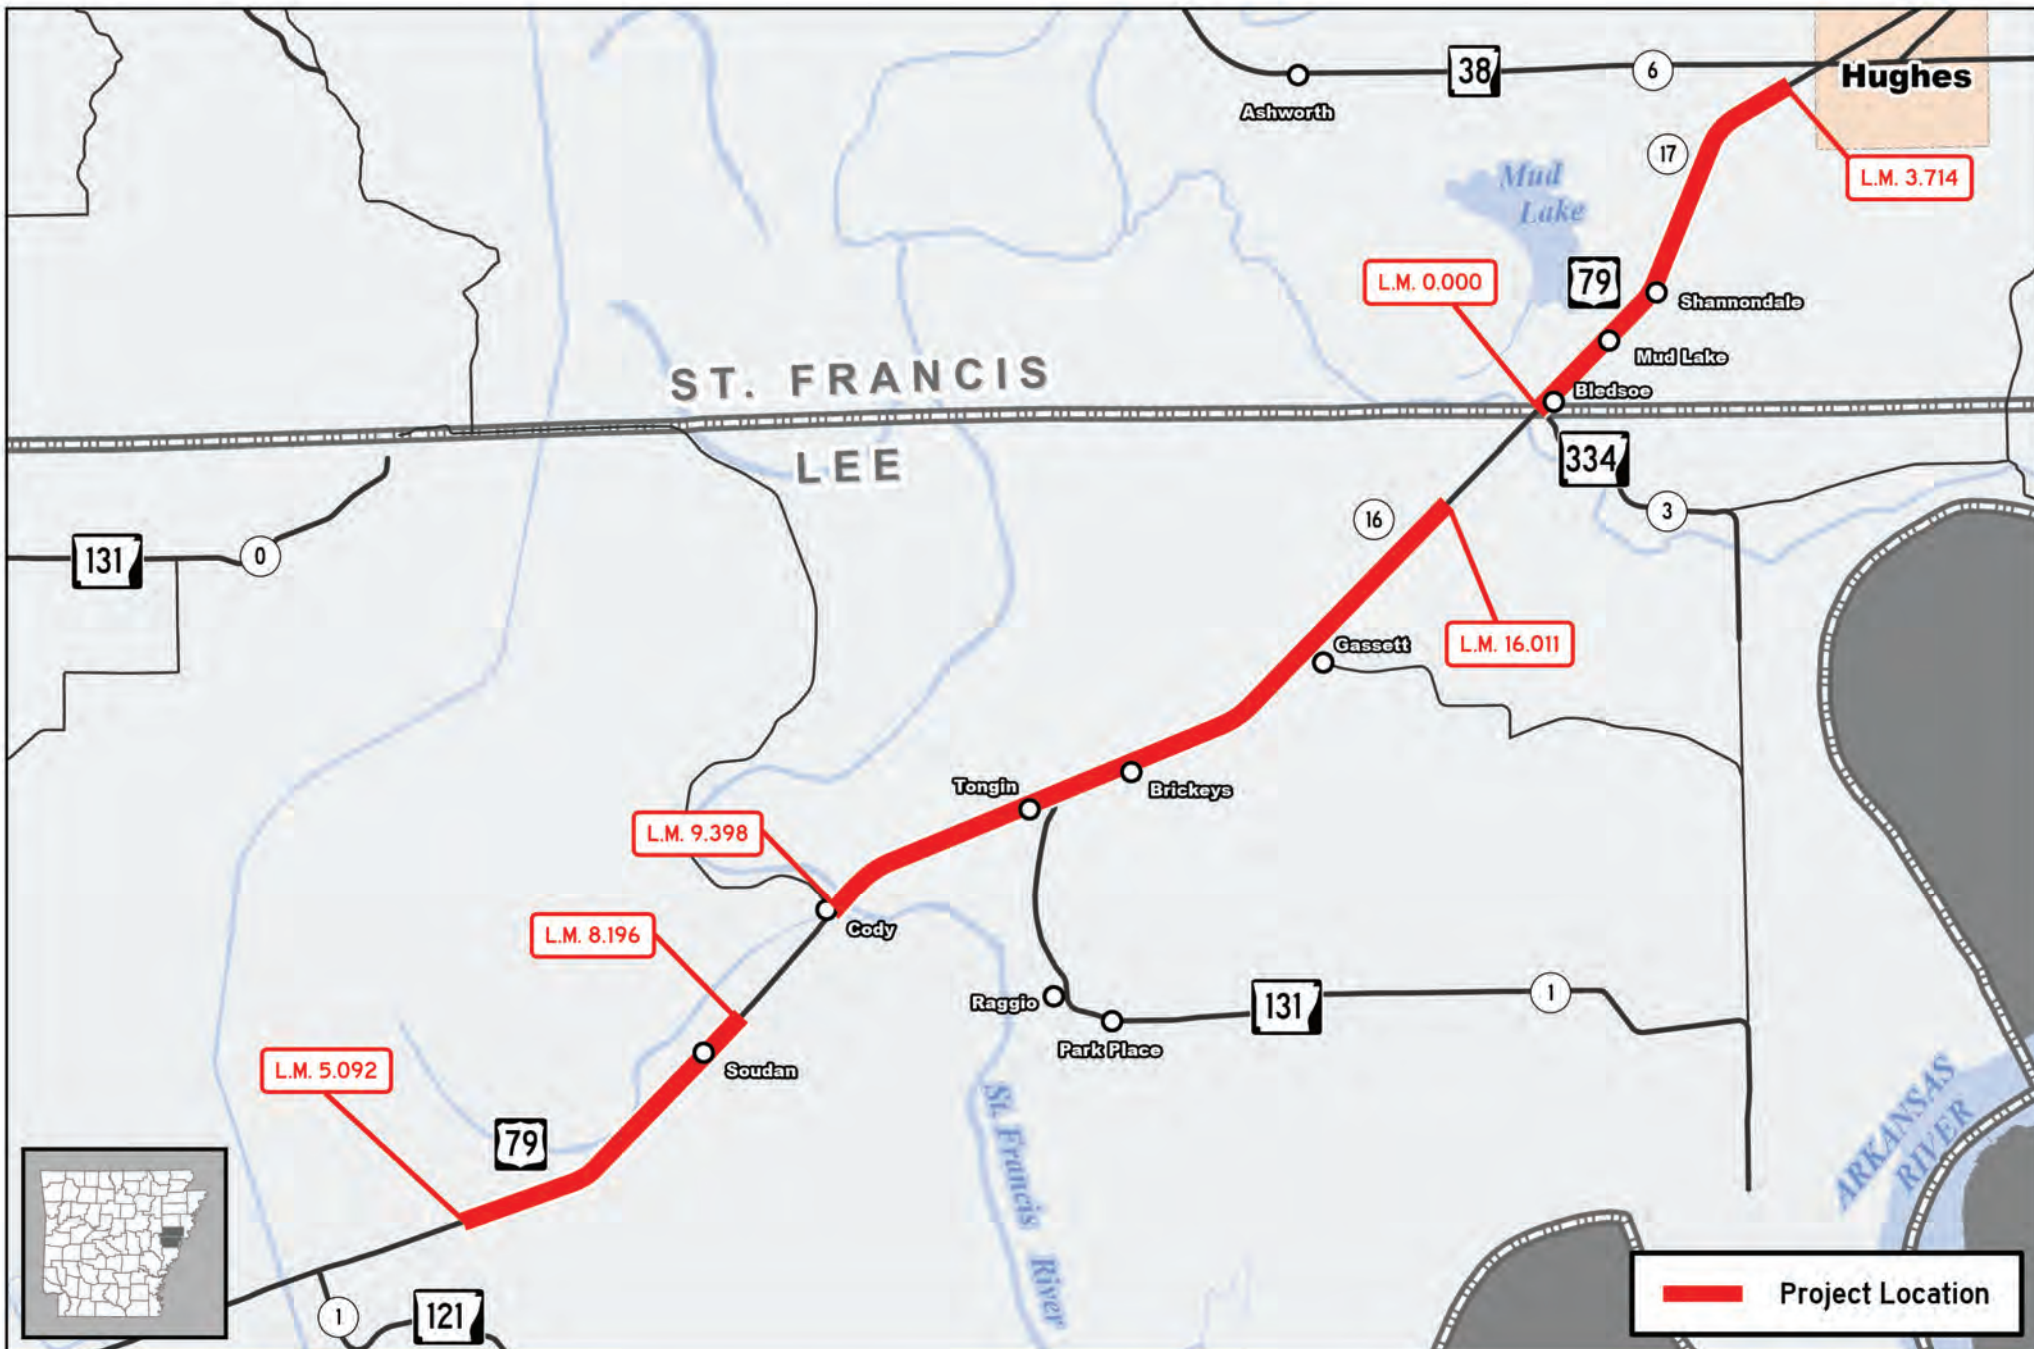 38
6
Hughes
Ashworth
17
L.M. 3.714
Mud
Lake
L.M. 0.000
79
Shannondale
Mud Lake
ST. FRANCIS
Bledsoe
LEE
334
3
16
131
0
L.M. 16.011
Gassett
Tongin
Brickeys
L.M. 9.398
Cody
L.M. 8.196
Raggio
131
1
Park Place
Soudan
L.M. 5.092
79
St. Francis River
ARKANSAS
RIVER
1
121
Project Location